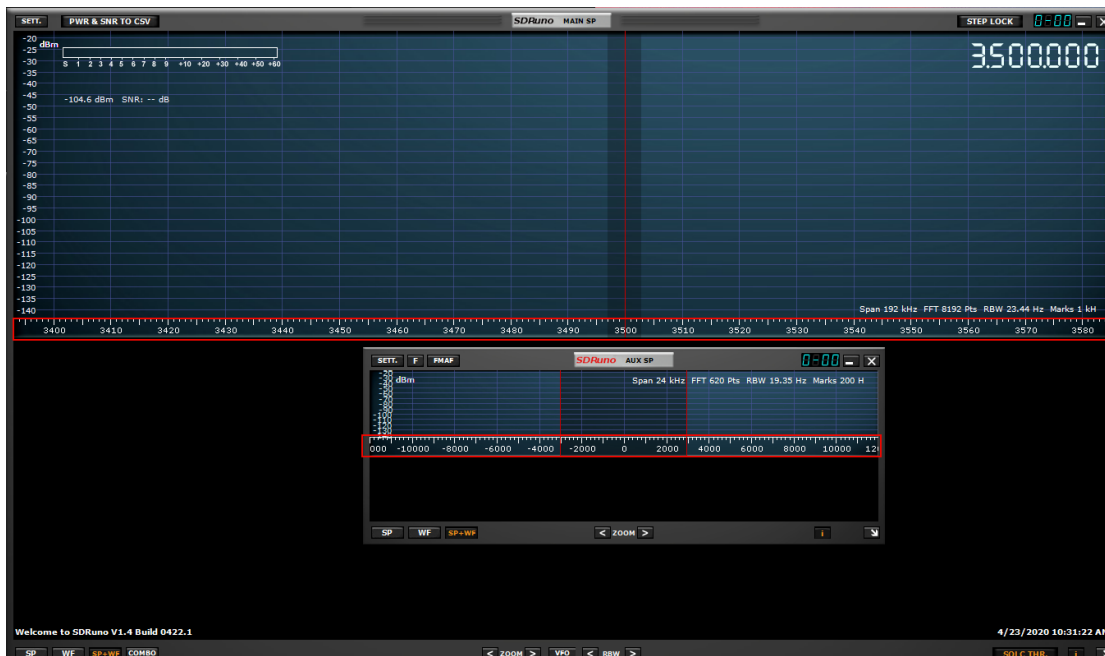 SETT. PWR & SNR TO CSV SDRuno MAIN SP STEP LOCK 0-00
-20 dBm
-25
-30 S 1 2 3 4 5 6 7 8 9 +10 +20 +30 +40 +50 +60 3.500.000
-35
-40
-45 -104.6 dBm SNR: -- dB
-50
-55
-60
-65
-70
-75
-80
-85
-90
-95
-100
-105
-110
-115
-120
-125
-130
-135
-140 Span 192 kHz FFT 8192 Pts RBW 23.44 Hz Marks 1 kH
3400 3410 3420 3430 3440 3450 3460 3470 3480 3490 3500 3510 3520 3530 3540 3550 3560 3570 3580
SETT. F FMAF SDRuno AUX SP 0-00
dBm Span 24 kHz FFT 620 Pts RBW 19.35 Hz Marks 200 H
000 -10000 -8000 -6000 -4000 -2000 0 2000 4000 6000 8000 10000 120
SP WF SP+WF < ZOOM > i
Welcome to SDRuno V1.4 Build 0422.1 4/23/2020 10:31:22 AM
SP WF SP+WF COMBO < ZOOM > VFO < RBW > i